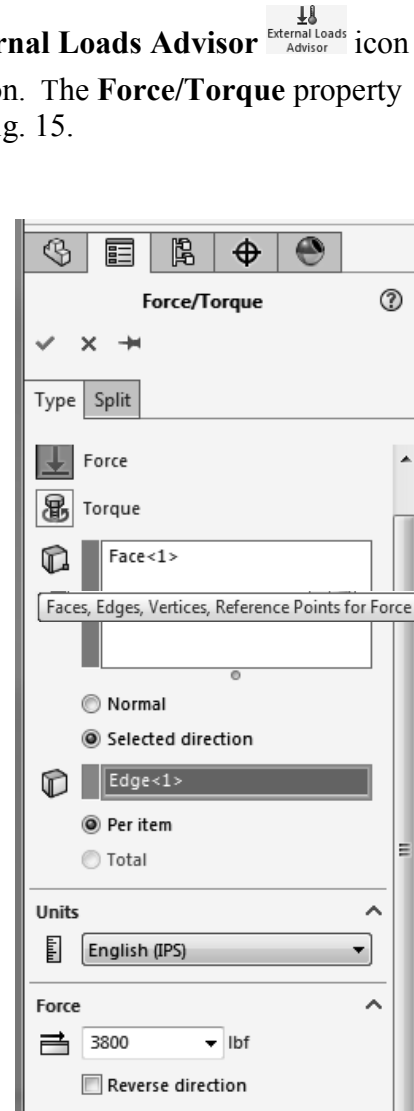 rnal Loads Advisor External Loads Advisor icon
on. The Force/Torque property
g. 15.
Force/Torque
Type Split
Force
Torque
Face<1>
Faces, Edges, Vertices, Reference Points for Force
Normal
Selected direction
Edge<1>
Per item
Total
Units
English (IPS)
Force
3800 lbf
Reverse direction